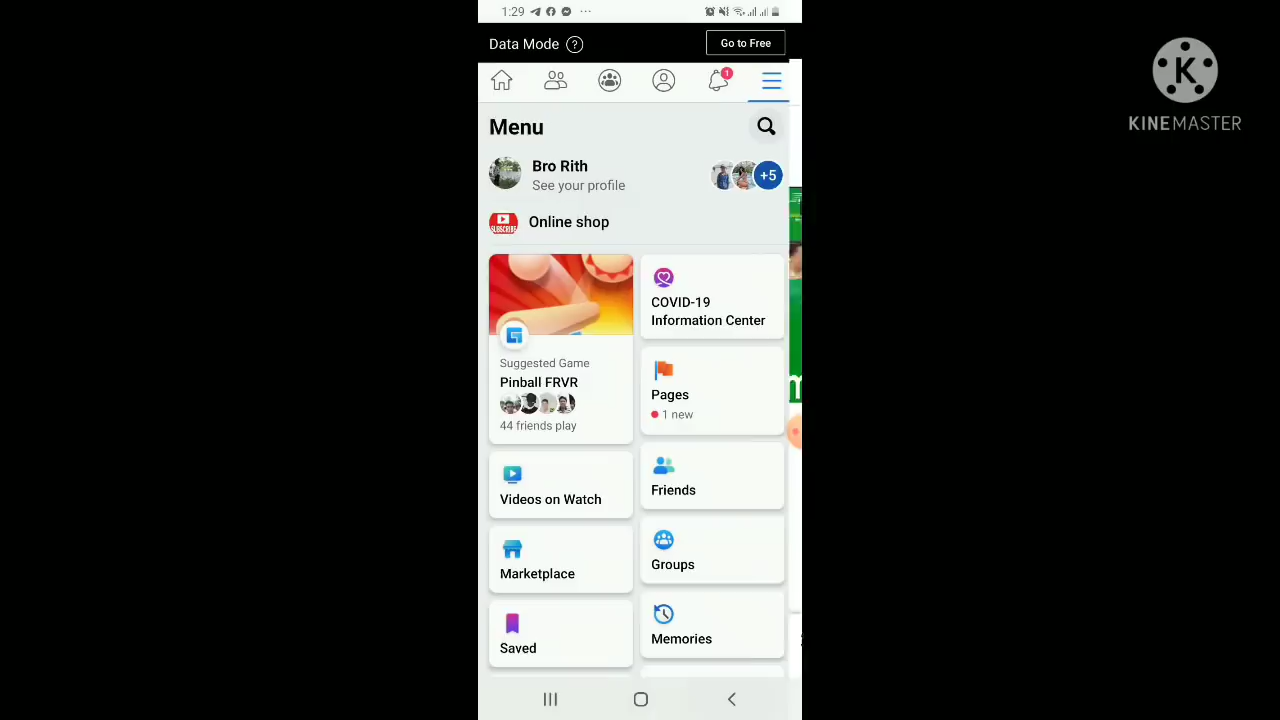 1:29
Data Mode ?
Go to Free
1
Menu
Bro Rith
See your profile
+5
SUBSCRIBE
Online shop
Suggested Game
Pinball FRVR
44 friends play
COVID-19
Information Center
Pages
1 new
Videos on Watch
Friends
Marketplace
Groups
Saved
Memories
K
KINEMASTER